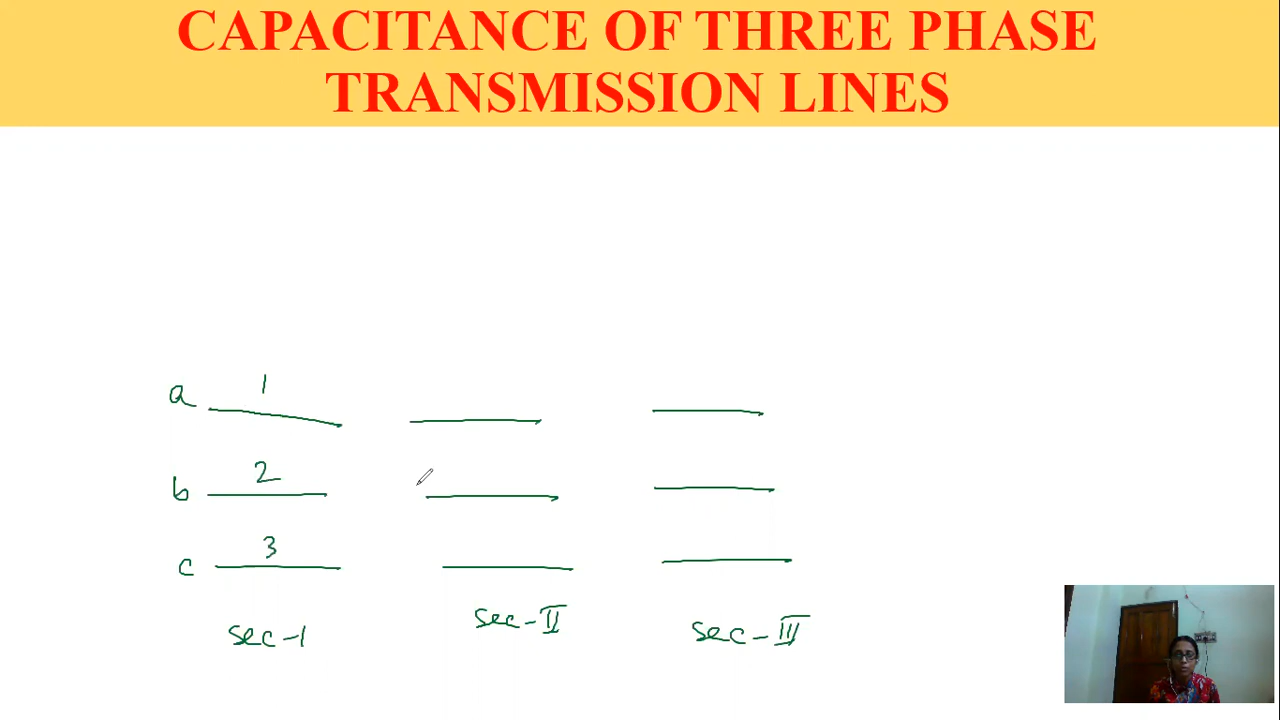 CAPACITANCE OF THREE PHASE
TRANSMISSION LINES
a 1
b 2
c 3
sec-1
sec-II
sec-III